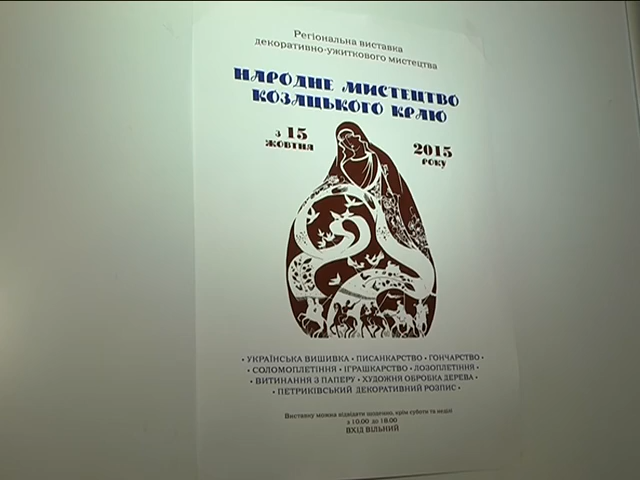 Регіональна виставка
декоративно-ужиткового мистецтва
НАРОДНЕ МИСТЕЦТВО
КОЗАЦЬКОГО КРАЮ
з 15
ЖОВТНЯ
2015
РОКУ
• УКРАЇНСЬКА ВИШИВКА • ПИСАНКАРСТВО • ГОНЧАРСТВО •
• СОЛОМОПЛЕТІННЯ • ІГРАШКАРСТВО • ЛОЗОПЛЕТІННЯ •
• ВИТИНАННЯ З ПАПЕРУ • ХУДОЖНЯ ОБРОБКА ДЕРЕВА •
• ПЕТРИКІВСЬКИЙ ДЕКОРАТИВНИЙ РОЗПИС •
Виставку можна відвідати щоденно, крім суботи та неділі
з 10.00 до 18.00
ВХІД ВІЛЬНИЙ